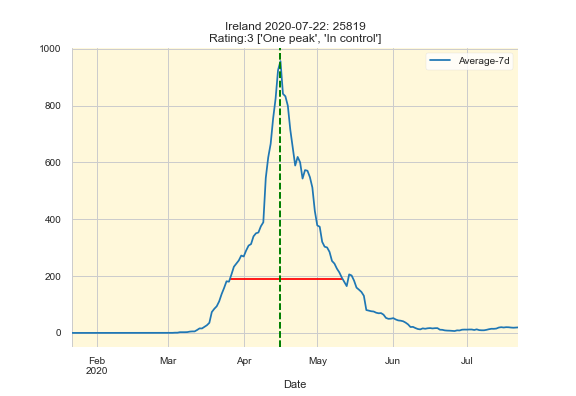 Ireland 2020-07-22: 25819
Rating:3 ['One peak', 'In control']
1000
800
600
400
200
0
Average-7d
Feb
2020
Mar
Apr
May
Jun
Jul
Date